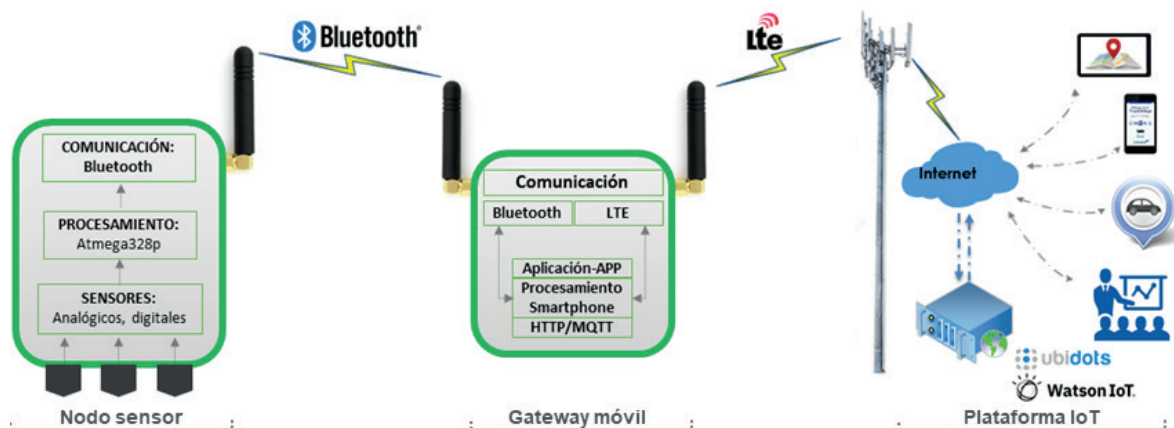 Bluetooth®
Lte
COMUNICACIÓN:
Bluetooth
PROCESAMIENTO:
Atmega328p
SENSORES:
Analógicos, digitales
Nodo sensor
Comunicación
Bluetooth
LTE
Aplicación-APP
Procesamiento
Smartphone
HTTP/MQTT
Gateway móvil
Internet
ubidots
Watson IoT.
Plataforma IoT